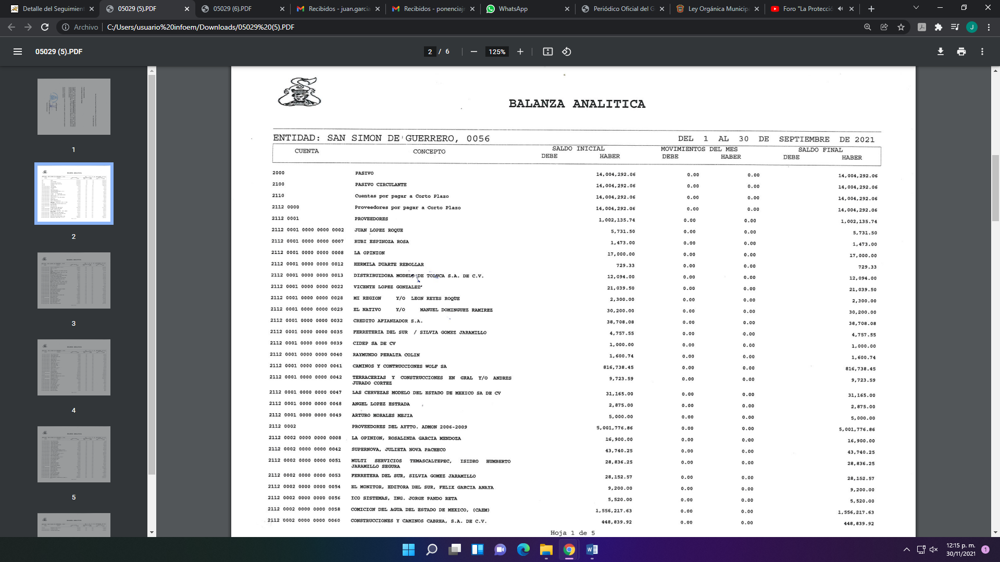 Detalle del Seguimient
05029 (5).PDF
05029 (6).PDF
Recibidos - juan.garcia
Recibidos - ponenciajr
WhatsApp
Periódico Oficial del G
Ley Orgánica Municipa
Foro "La Protecció
Archivo | C:/Users/usuario%20infoem/Downloads/05029%20(5).PDF
J
05029 (5).PDF
2 / 6
125%
1
2
3
4
5
BALANZA ANALITICA
ENTIDAD: SAN SIMON DE GUERRERO, 0056 DEL 1 AL 30 DE SEPTIEMBRE DE 2021
CUENTA CONCEPTO SALDO INICIAL MOVIMIENTOS DEL MES SALDO FINAL
DEBE HABER DEBE HABER DEBE HABER
2000 PASIVO 14,004,292.06 0.00 0.00 14,004,292.06
2100 PASIVO CIRCULANTE 14,004,292.06 0.00 0.00 14,004,292.06
2110 Cuentas por pagar a Corto Plazo 14,004,292.06 0.00 0.00 14,004,292.06
2112 0000 Proveedores por pagar a Corto Plazo 14,004,292.06 0.00 0.00 14,004,292.06
2112 0001 PROVEEDORES 1,002,135.74 0.00 0.00 1,002,135.74
2112 0001 0000 0000 0002 JUAN LOPEZ ROQUE 5,731.50 0.00 0.00 5,731.50
2112 0001 0000 0000 0007 RUBI ESPINOZA ROSA 1,473.00 0.00 0.00 1,473.00
2112 0001 0000 0000 0008 LA OPINION 17,000.00 0.00 0.00 17,000.00
2112 0001 0000 0000 0012 HERMILA DUARTE REBOLLAR 729.33 0.00 0.00 729.33
2112 0001 0000 0000 0013 DISTRIBUIDORA MODELO DE TOLUCA S.A. DE C.V. 12,094.00 0.00 0.00 12,094.00
2112 0001 0000 0000 0022 VICENTE LOPEZ GONZALEZ 21,039.50 0.00 0.00 21,039.50
2112 0001 0000 0000 0028 MI REGION Y/O LEON REYES ROQUE 2,300.00 0.00 0.00 2,300.00
2112 0001 0000 0000 0029 EL NATIVO Y/O MANUEL DOMINGUEZ RAMIREZ 30,200.00 0.00 0.00 30,200.00
2112 0001 0000 0000 0032 CREDITO AFIANZADOR S.A. 38,708.08 0.00 0.00 38,708.08
2112 0001 0000 0000 0035 FERRETERIA DEL SUR / SILVIA GOMEZ JARAMILLO 4,757.55 0.00 0.00 4,757.55
2112 0001 0000 0000 0039 CIDEP SA DE CV 1,000.00 0.00 0.00 1,000.00
2112 0001 0000 0000 0040 RAYMUNDO PERALTA COLIN 1,600.74 0.00 0.00 1,600.74
2112 0001 0000 0000 0041 CAMINOS Y CONTRUCCIONES WOLF SA 816,738.45 0.00 0.00 816,738.45
2112 0001 0000 0000 0042 TERRACERIAS Y CONSTRUCCIONES EN GRAL Y/O ANDRES 9,723.59 0.00 0.00 9,723.59
JURADO CORTEZ
2112 0001 0000 0000 0047 LAS CERVEZAS MODELO DEL ESTADO DE MEXICO SA DE CV 31,165.00 0.00 0.00 31,165.00
2112 0001 0000 0000 0048 ANGEL LOPEZ ESTRADA 2,875.00 0.00 0.00 2,875.00
2112 0001 0000 0000 0049 ARTURO MORALES MEJIA 5,000.00 0.00 0.00 5,000.00
2112 0002 PROVEEDORES DEL AYTTO. ADMON 2006-2009 5,001,776.86 0.00 0.00 5,001,776.86
2112 0002 0000 0000 0008 LA OPINION, ROSALINDA GARCIA MENDOZA 16,900.00 0.00 0.00 16,900.00
2112 0002 0000 0000 0042 SUPERNOVA, JULIETA NOVA PACHECO 43,740.25 0.00 0.00 43,740.25
2112 0002 0000 0000 0051 MULTI SERVICIOS TEMASCALTEPEC, ISIDRO HUMBERTO 28,836.25 0.00 0.00 28,836.25
JARAMILLO SEGURA
2112 0002 0000 0000 0053 FERRETERA DEL SUR, SILVIA GOMEZ JARAMILLO 28,152.57 0.00 0.00 28,152.57
2112 0002 0000 0000 0054 EL MONITOR, EDITORA DEL SUR, FELIX GARCIA ANAYA 9,200.00 0.00 0.00 9,200.00
2112 0002 0000 0000 0056 ICO SISTEMAS, ING. JORGE PANDO RETA 5,520.00 0.00 0.00 5,520.00
2112 0002 0000 0000 0058 COMICION DEL AGUA DEL ESTADO DE MEXICO, (CAEM) 1,556,217.63 0.00 0.00 1,556,217.63
2112 0002 0000 0000 0060 CONSTRUCCIONES Y CAMINOS CABREA, S.A. DE C.V. 448,839.92 0.00 0.00 448,839.92
Hoja 1 de 5
12:15 p. m.
30/11/2021
1